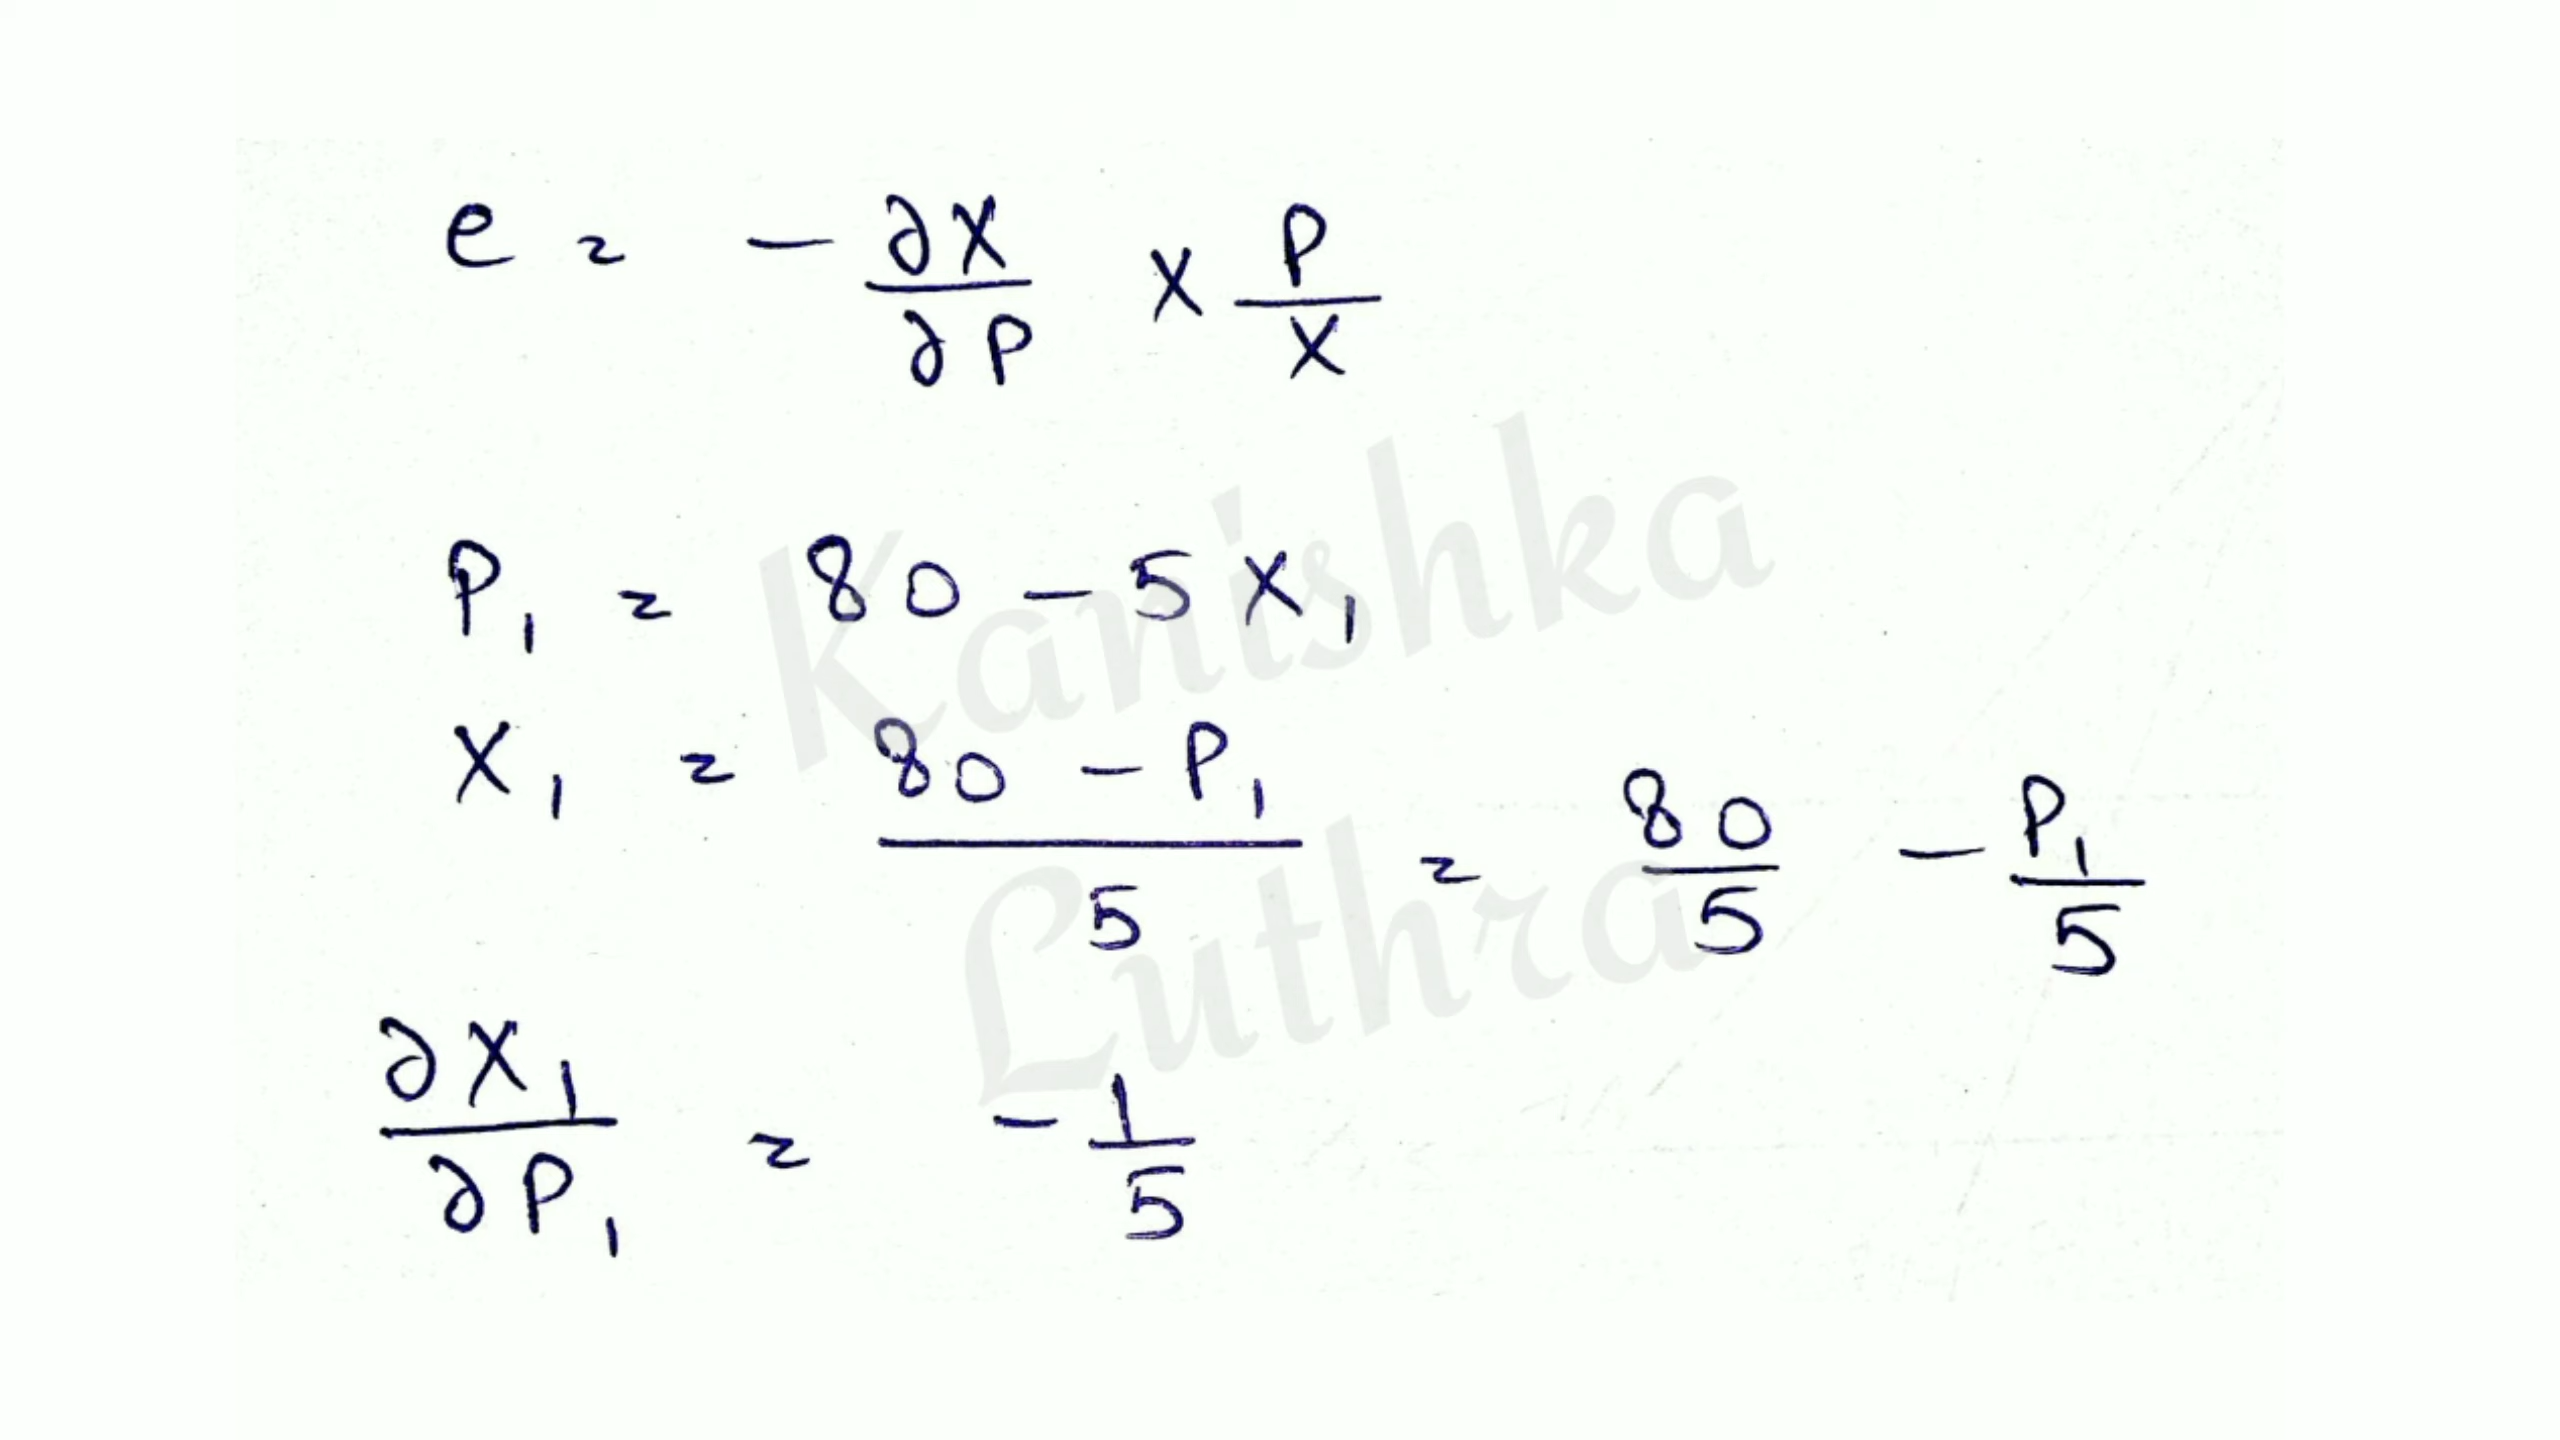 e = - ∂X/∂P × P/X
P₁ = 80 - 5X₁
X₁ = (80 - P₁)/5 = 80/5 - P₁/5
∂X₁/∂P₁ = - 1/5
Kanishka
Luthra